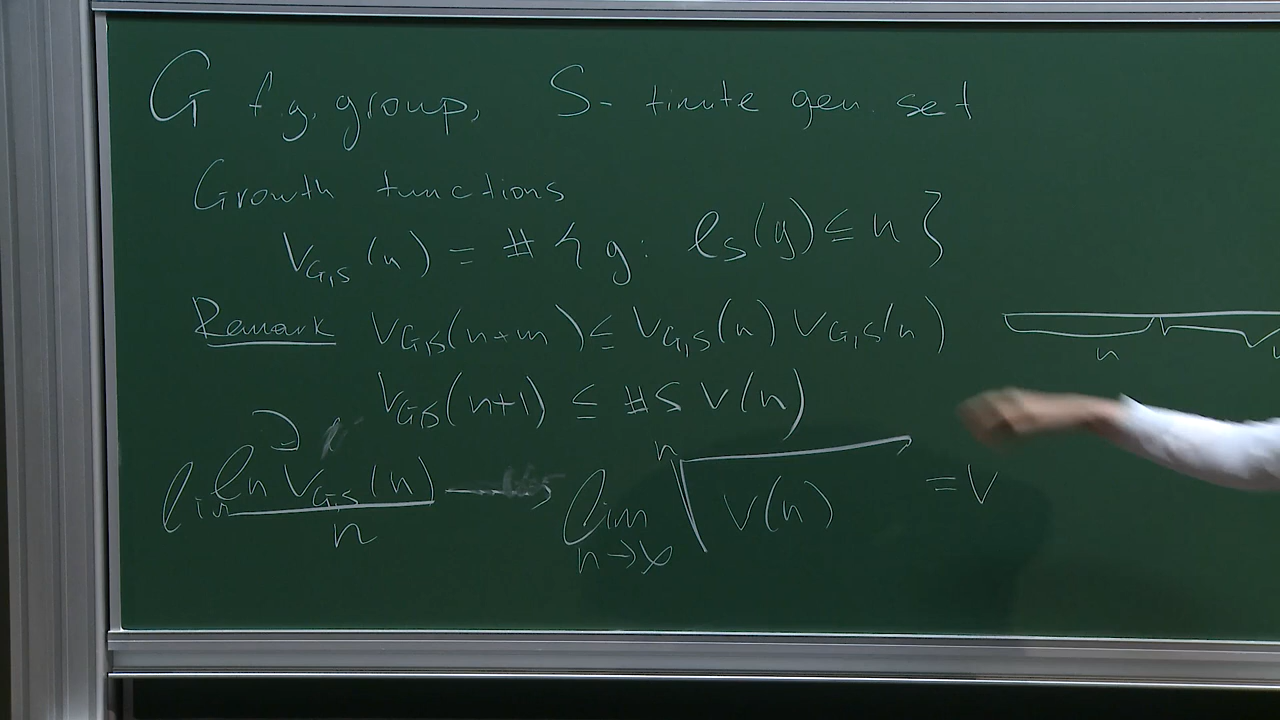 G f.g. group, S - finite gen. set
Growth functions
V_{G,S}(n) = # { g: ℓ_S(g) ≤ n }
Remark V_{G,S}(n+m) ≤ V_{G,S}(n) V_{G,S}(n)
n
V_{G,S}(n+1) ≤ #S V(n)
lim ln V_{G,S}(n) / n → lim_{n→∞} ⁿ√V(n) = V